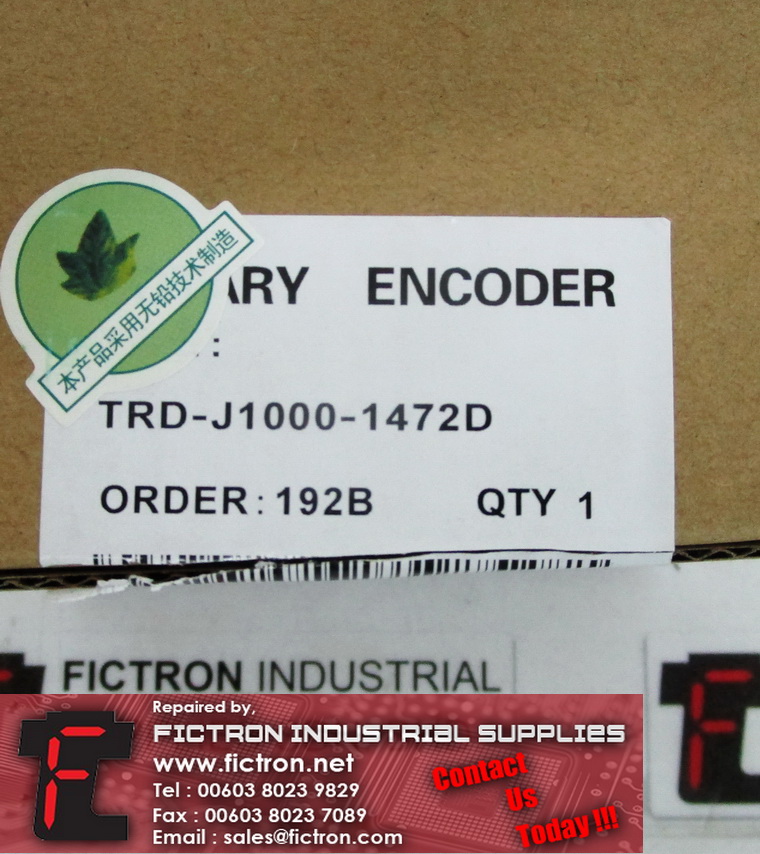 本产品采用无铅技术制造
ARY ENCODER
:
TRD-J1000-1472D
ORDER:192B QTY 1
FICTRON INDUSTRIAL
Repaired by,
FICTRON INDUSTRIAL SUPPLIES
www.fictron.net
Tel : 00603 8023 9829
Fax : 00603 8023 7089
Email : sales@fictron.com
Contact
Us
Today !!!